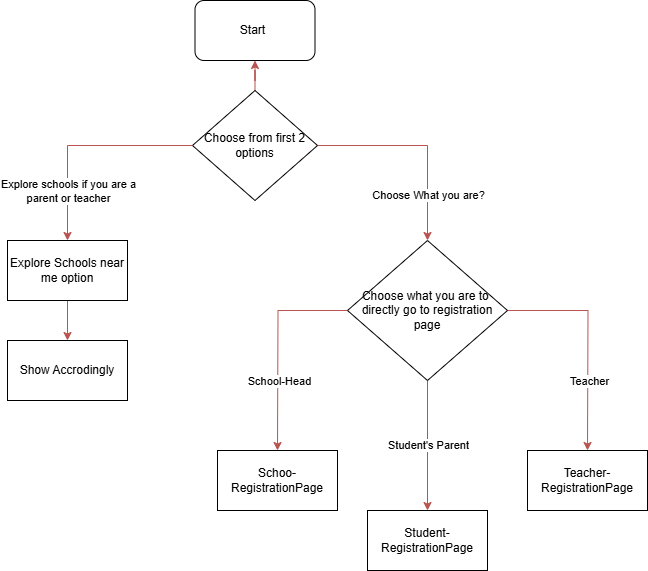 Start
Choose from first 2
options
Explore schools if you are a
parent or teacher
Choose What you are?
Explore Schools near
me option
Choose what you are to
directly go to registration
page
Show Accrodingly
School-Head
Teacher
Student's Parent
Schoo-
RegistrationPage
Teacher-
RegistrationPage
Student-
RegistrationPage